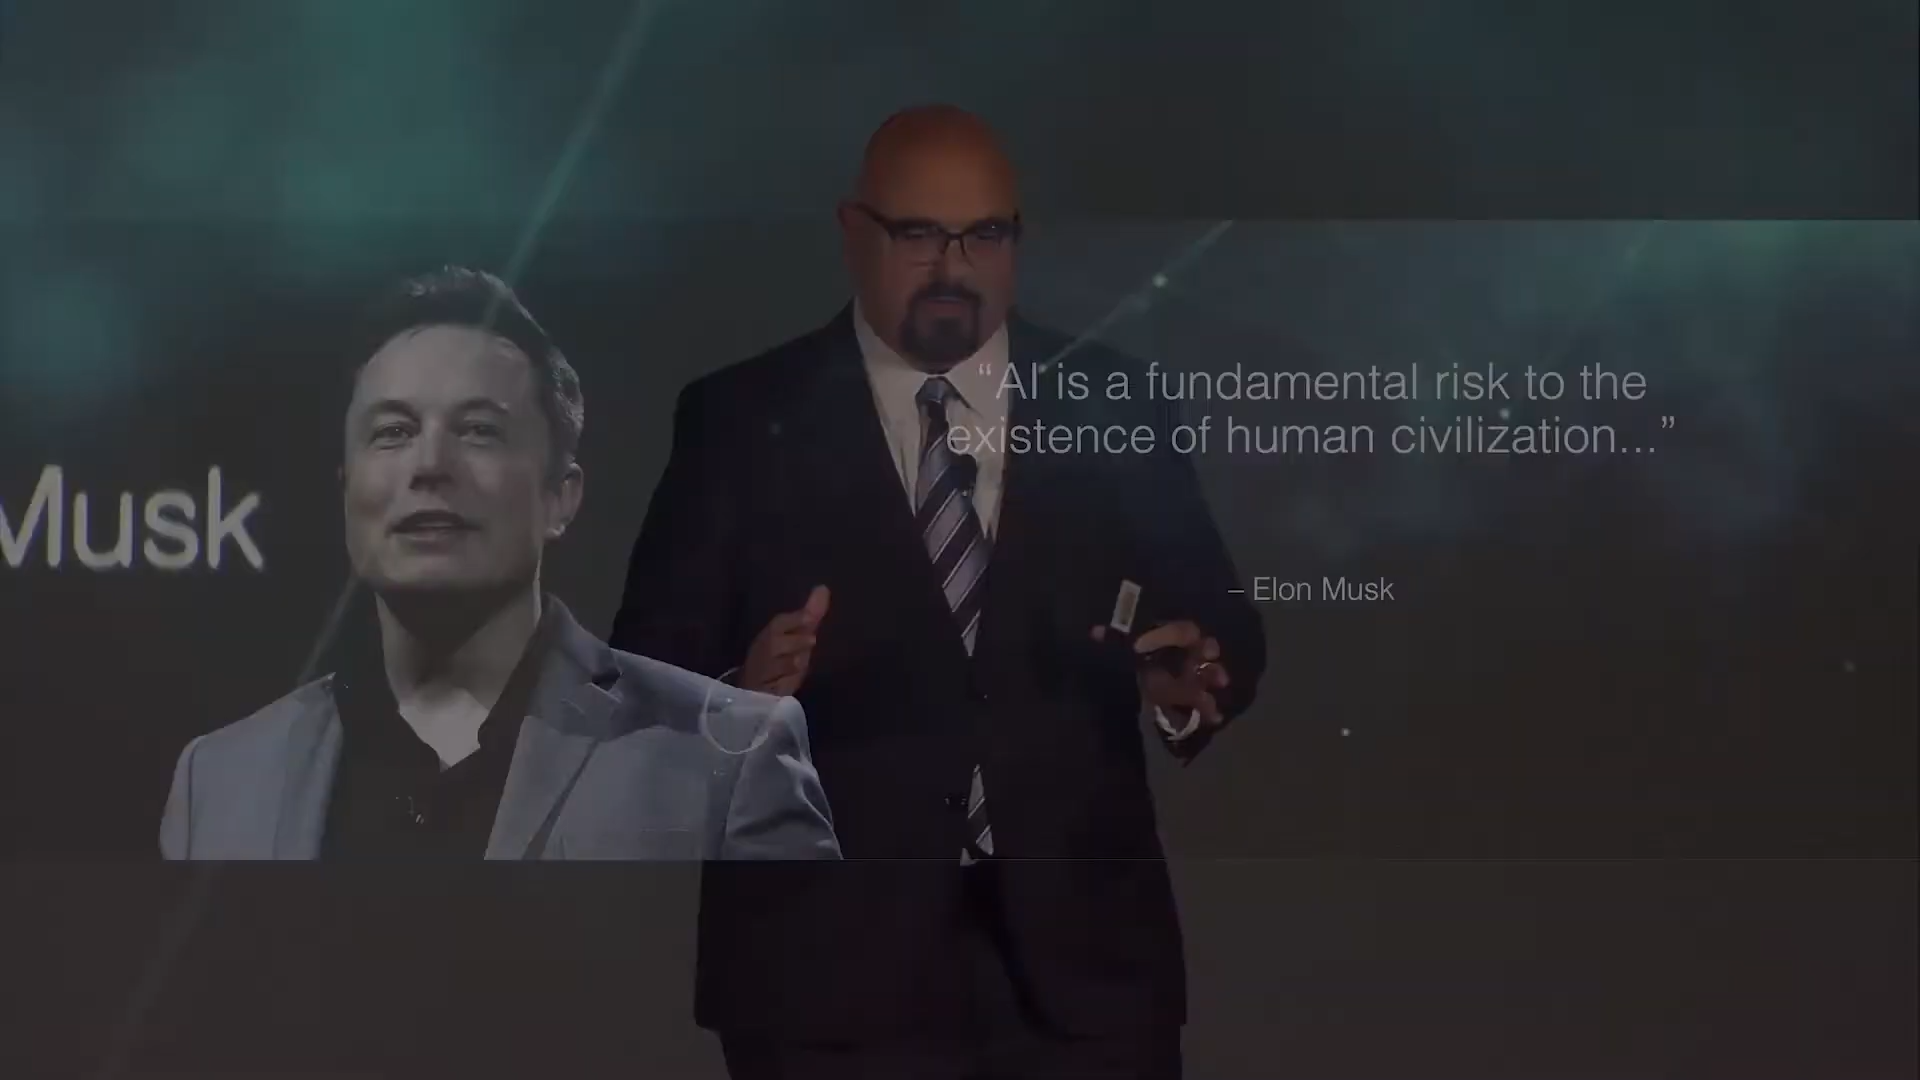 Musk
“AI is a fundamental risk to the
existence of human civilization...”
– Elon Musk